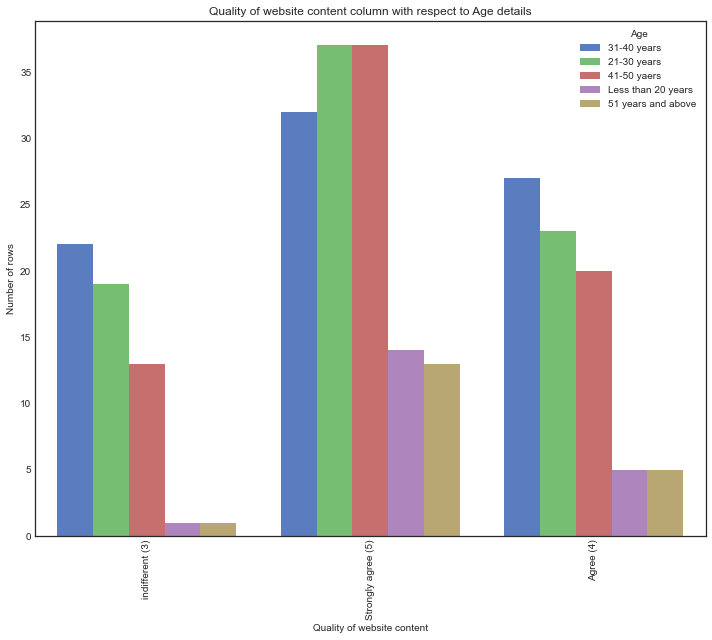 Quality of website content column with respect to Age details
Age
31-40 years
21-30 years
41-50 yaers
Less than 20 years
51 years and above
Number of rows
35
30
25
20
15
10
5
0
indifferent (3)
Strongly agree (5)
Agree (4)
Quality of website content